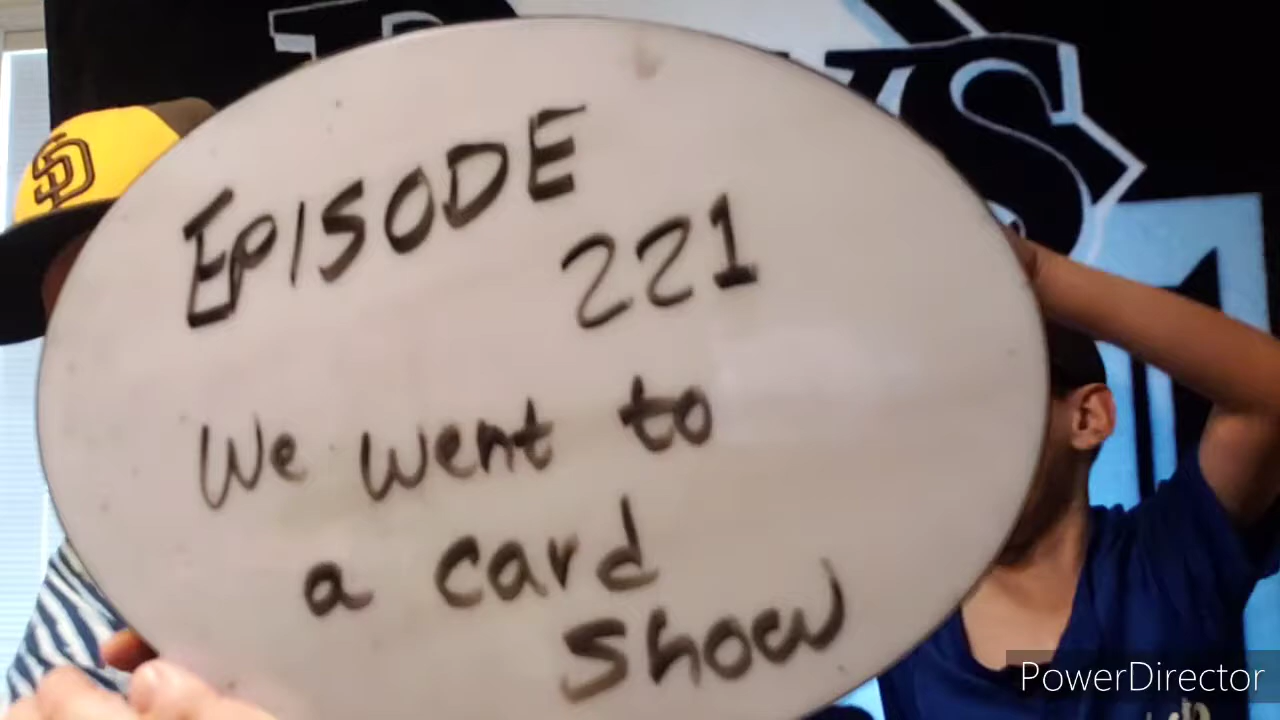 SD
EPISODE
221
We went to
a card
show
PowerDirector